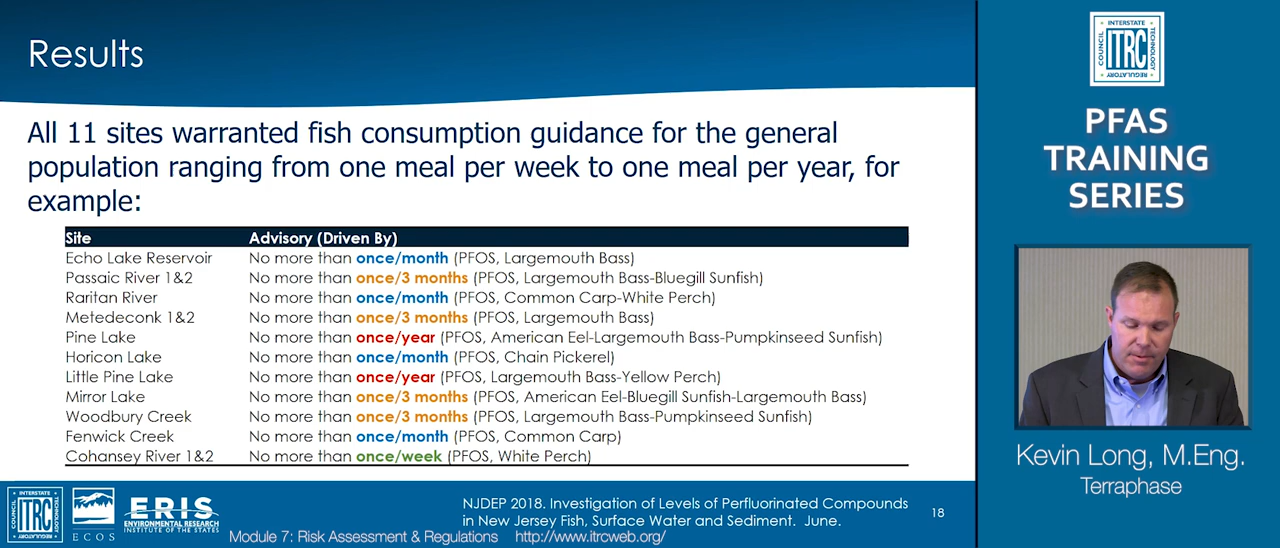 Results
All 11 sites warranted fish consumption guidance for the general
population ranging from one meal per week to one meal per year, for
example:
Site Advisory (Driven By)
Echo Lake Reservoir No more than once/month (PFOS, Largemouth Bass)
Passaic River 1&2 No more than once/3 months (PFOS, Largemouth Bass-Bluegill Sunfish)
Raritan River No more than once/month (PFOS, Common Carp-White Perch)
Metedeconk 1&2 No more than once/3 months (PFOS, Largemouth Bass)
Pine Lake No more than once/year (PFOS, American Eel-Largemouth Bass-Pumpkinseed Sunfish)
Horicon Lake No more than once/month (PFOS, Chain Pickerel)
Little Pine Lake No more than once/year (PFOS, Largemouth Bass-Yellow Perch)
Mirror Lake No more than once/3 months (PFOS, American Eel-Bluegill Sunfish-Largemouth Bass)
Woodbury Creek No more than once/3 months (PFOS, Largemouth Bass-Pumpkinseed Sunfish)
Fenwick Creek No more than once/month (PFOS, Common Carp)
Cohansey River 1&2 No more than once/week (PFOS, White Perch)
INTERSTATE
COUNCIL
ITRC
TECHNOLOGY
REGULATORY
ECOS
ERIS
ENVIRONMENTAL RESEARCH
INSTITUTE OF THE STATES
NJDEP 2018. Investigation of Levels of Perfluorinated Compounds
in New Jersey Fish, Surface Water and Sediment. June.
18
Module 7: Risk Assessment & Regulations http://www.itrcweb.org/
INTERSTATE
COUNCIL
ITRC
TECHNOLOGY
REGULATORY
PFAS
TRAINING
SERIES
Kevin Long, M.Eng.
Terraphase